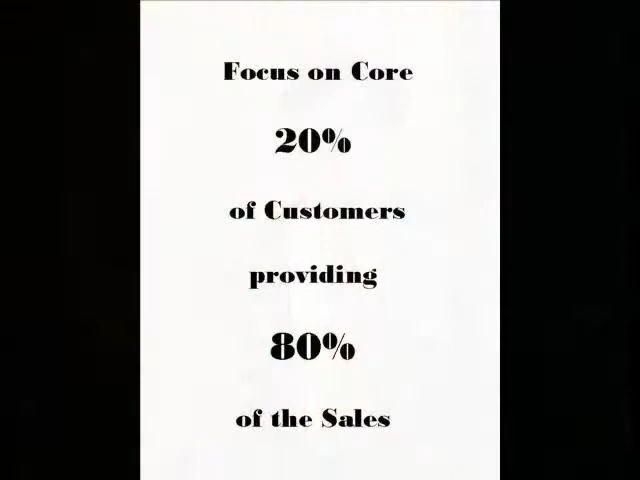 Focus on Core
20%
of Customers
providing
80%
of the Sales